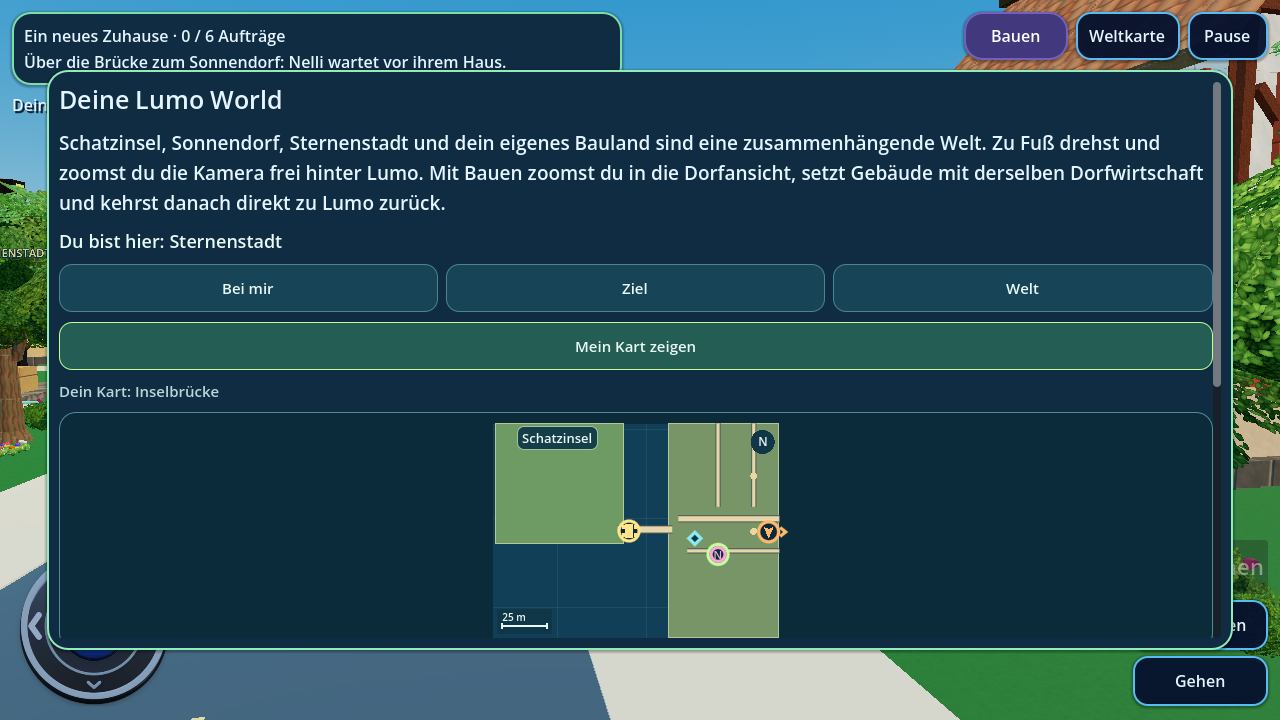 Ein neues Zuhause · 0 / 6 Aufträge
Über die Brücke zum Sonnendorf: Nelli wartet vor ihrem Haus.
Bauen
Weltkarte
Pause
Dein
Deine Lumo World
Schatzinsel, Sonnendorf, Sternenstadt und dein eigenes Bauland sind eine zusammenhängende Welt. Zu Fuß drehst und
zoomst du die Kamera frei hinter Lumo. Mit Bauen zoomst du in die Dorfansicht, setzt Gebäude mit derselben Dorfwirtschaft
und kehrst danach direkt zu Lumo zurück.
ENSTADT
Du bist hier: Sternenstadt
Bei mir
Ziel
Welt
Mein Kart zeigen
Dein Kart: Inselbrücke
Schatzinsel
N
N
25 m
en
en
Gehen